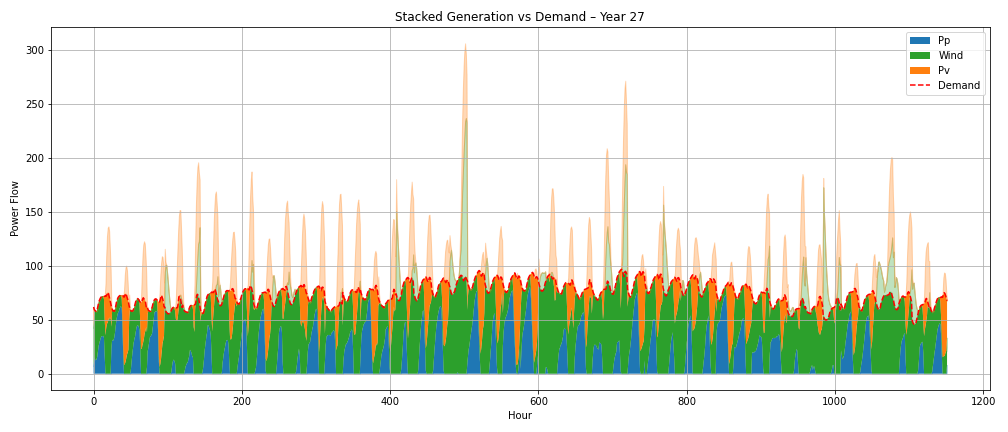 Stacked Generation vs Demand – Year 27
Power Flow
300
250
200
150
100
50
0
0 200 400 600 800 1000 1200
Hour
Pp
Wind
Pv
Demand